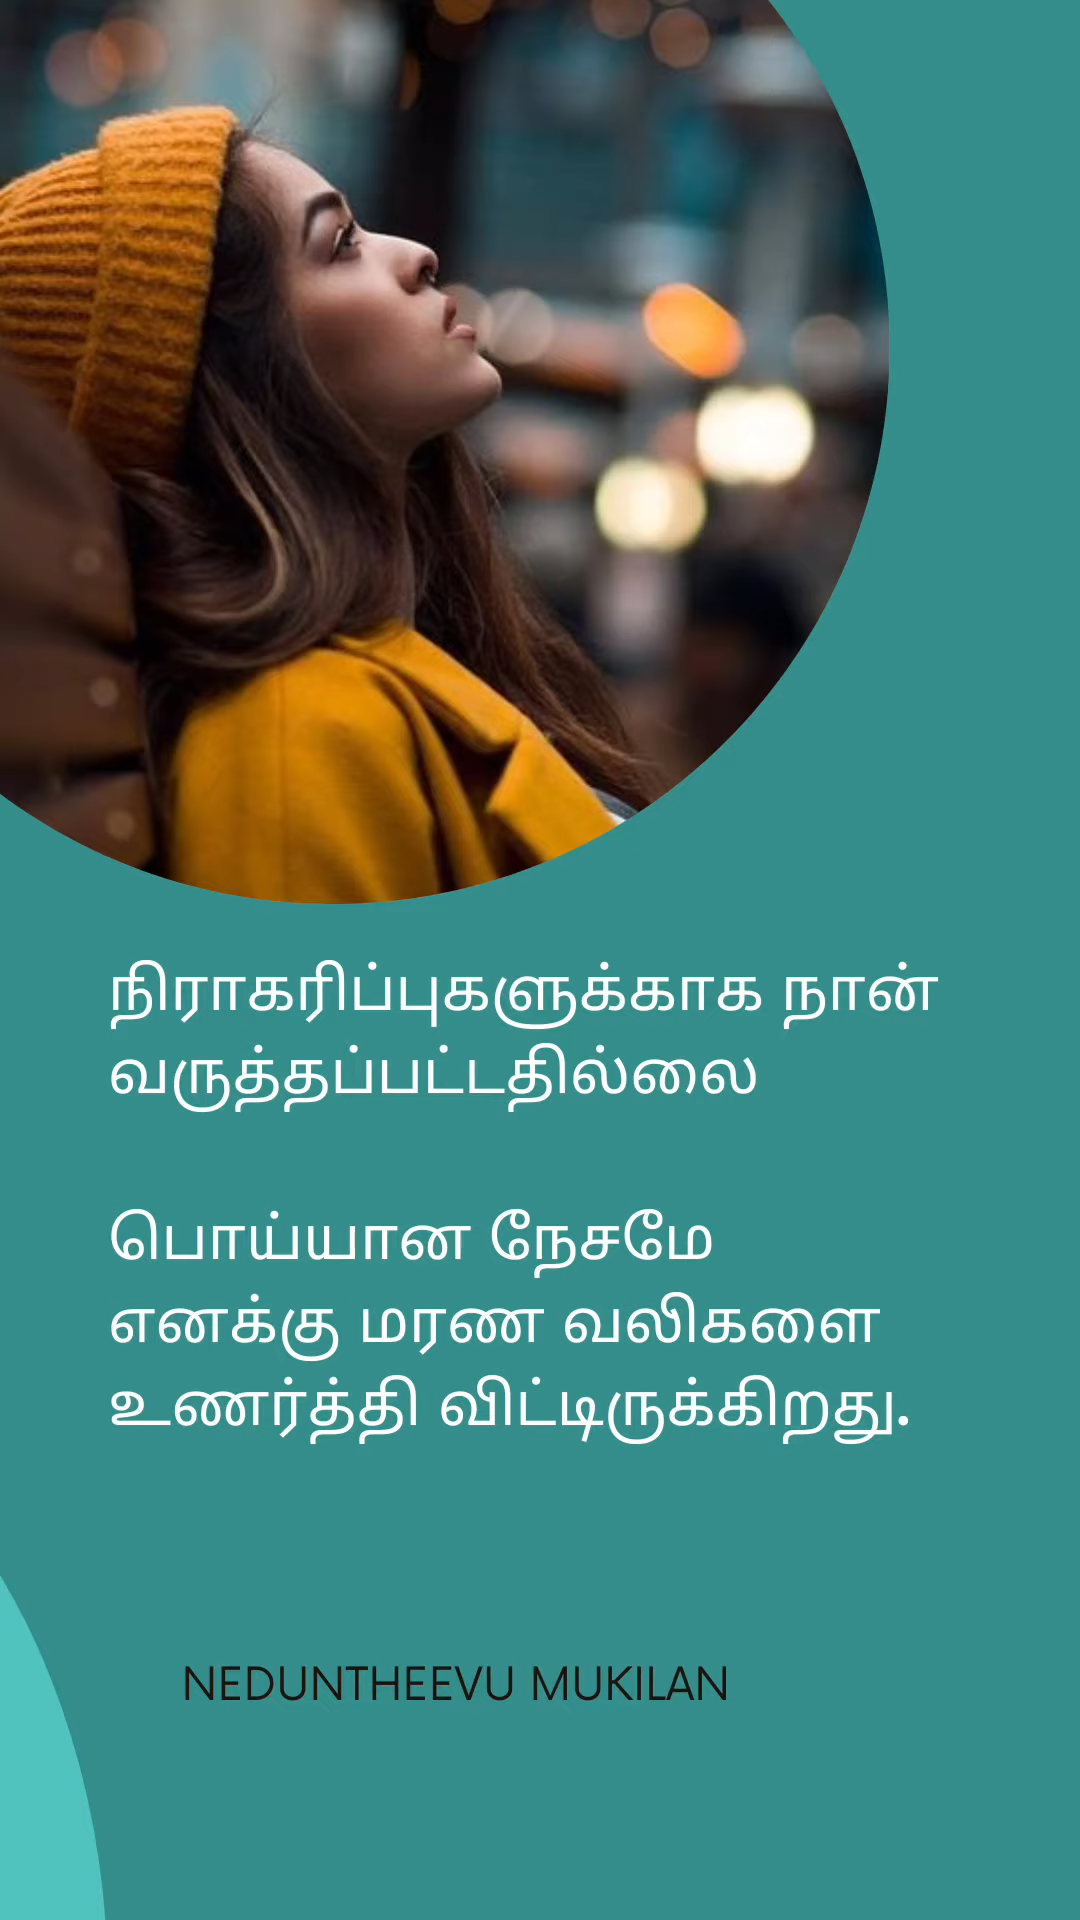 நிராகரிப்புகளுக்காக நான்
வருத்தப்பட்டதில்லை
பொய்யான நேசமே
எனக்கு மரண வலிகளை
உணர்த்தி விட்டிருக்கிறது.
NEDUNTHEEVU MUKILAN